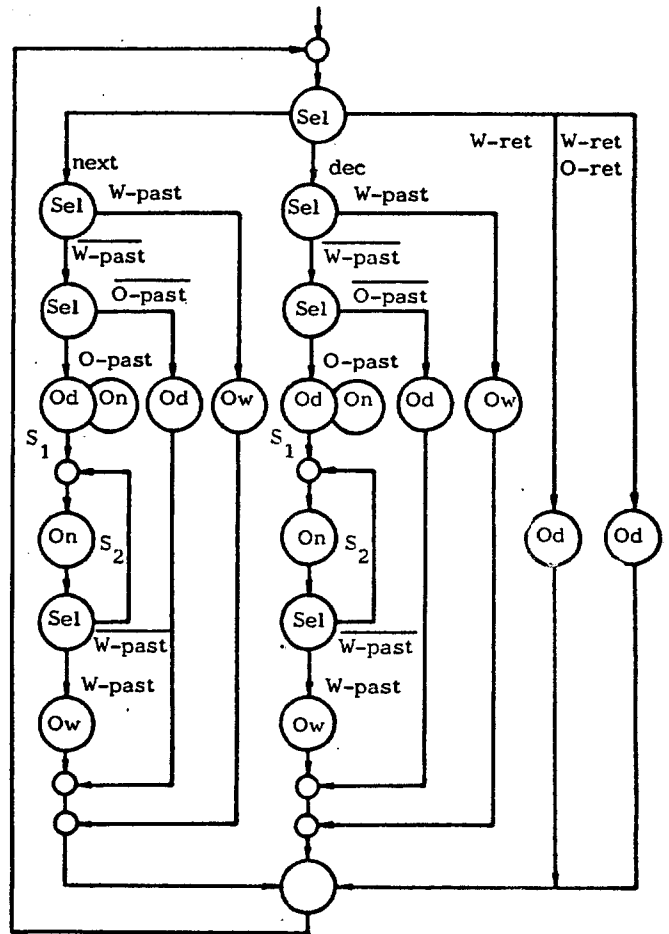 Sel
W-ret W-ret
O-ret
next dec
Sel W-past Sel W-past
W-past W-past
Sel O-past Sel O-past
O-past O-past
Od On Od Ow Od On Od Ow
S1 S1
On S2 On S2 Od Od
Sel Sel
W-past W-past
W-past W-past
Ow Ow